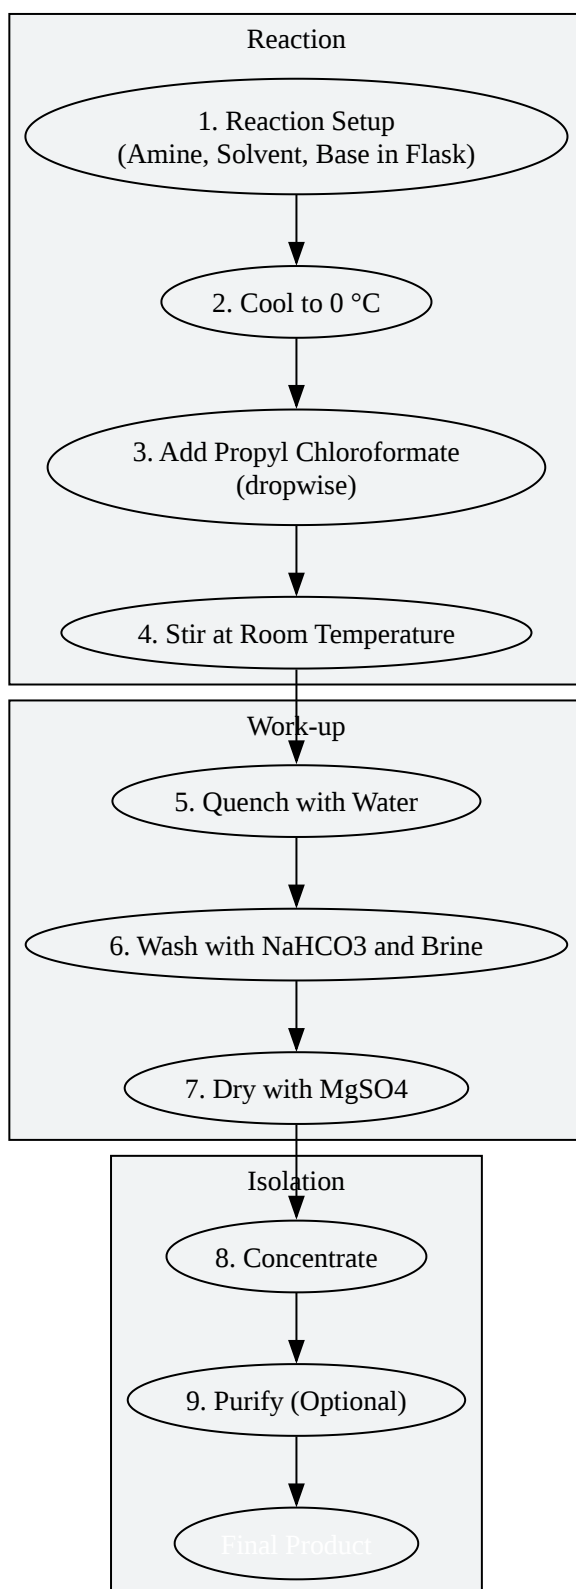 Reaction
1. Reaction Setup
(Amine, Solvent, Base in Flask)
2. Cool to 0 °C
3. Add Propyl Chloroformate
(dropwise)
4. Stir at Room Temperature
Work-up
5. Quench with Water
6. Wash with NaHCO3 and Brine
7. Dry with MgSO4
Isolation
8. Concentrate
9. Purify (Optional)
Final Product